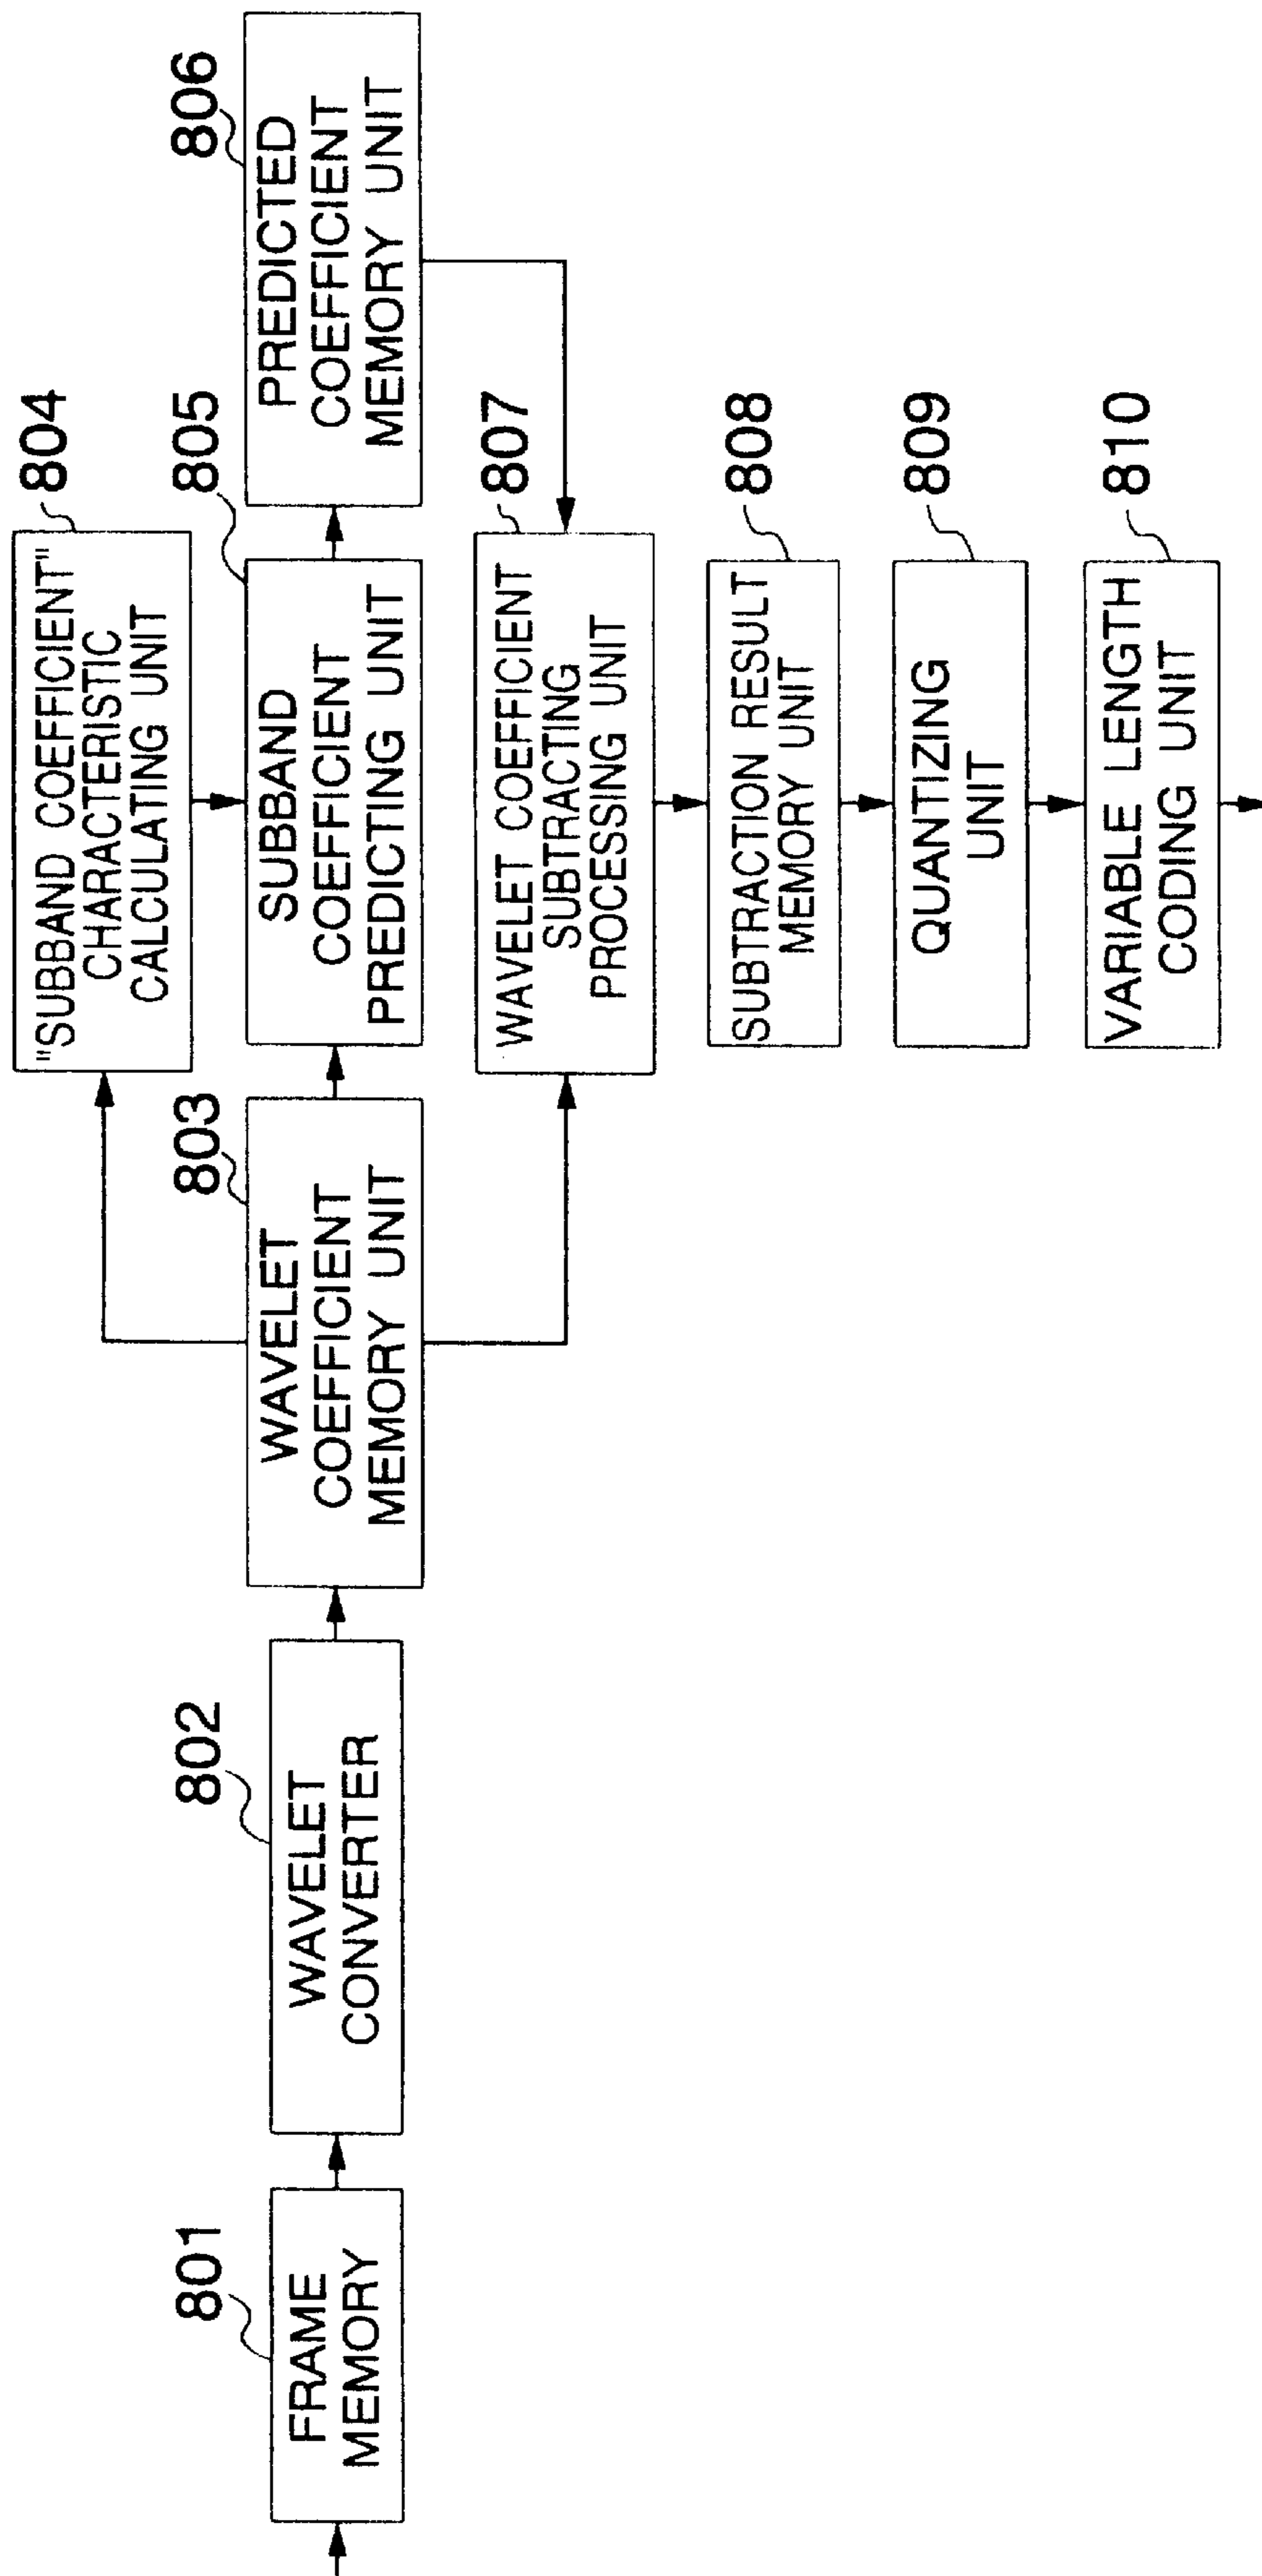 801
FRAME
MEMORY
802
WAVELET
CONVERTER
803
WAVELET
COEFFICIENT
MEMORY UNIT
804
"SUBBAND COEFFICIENT"
CHARACTERISTIC
CALCULATING UNIT
805
SUBBAND
COEFFICIENT
PREDICTING UNIT
806
PREDICTED
COEFFICIENT
MEMORY UNIT
807
WAVELET COEFFICIENT
SUBTRACTING
PROCESSING UNIT
808
SUBTRACTION RESULT
MEMORY UNIT
809
QUANTIZING
UNIT
810
VARIABLE LENGTH
CODING UNIT